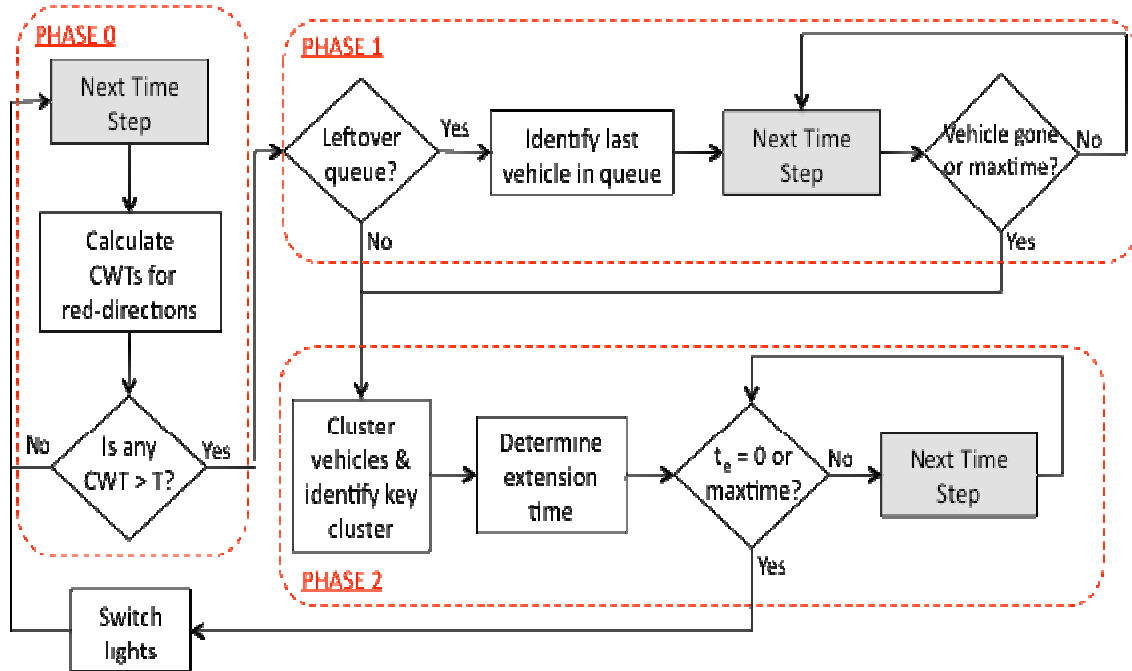 PHASE 0
Next Time
Step
Calculate
CWTs for
red-directions
No
Is any
CWT > T?
Yes
PHASE 1
Leftover
queue?
Yes
No
Identify last
vehicle in queue
Next Time
Step
Vehicle gone
or maxtime?
No
Yes
Cluster
vehicles &
identify key
cluster
Determine
extension
time
te = 0 or
maxtime?
No
Next Time
Step
Yes
PHASE 2
Switch
lights